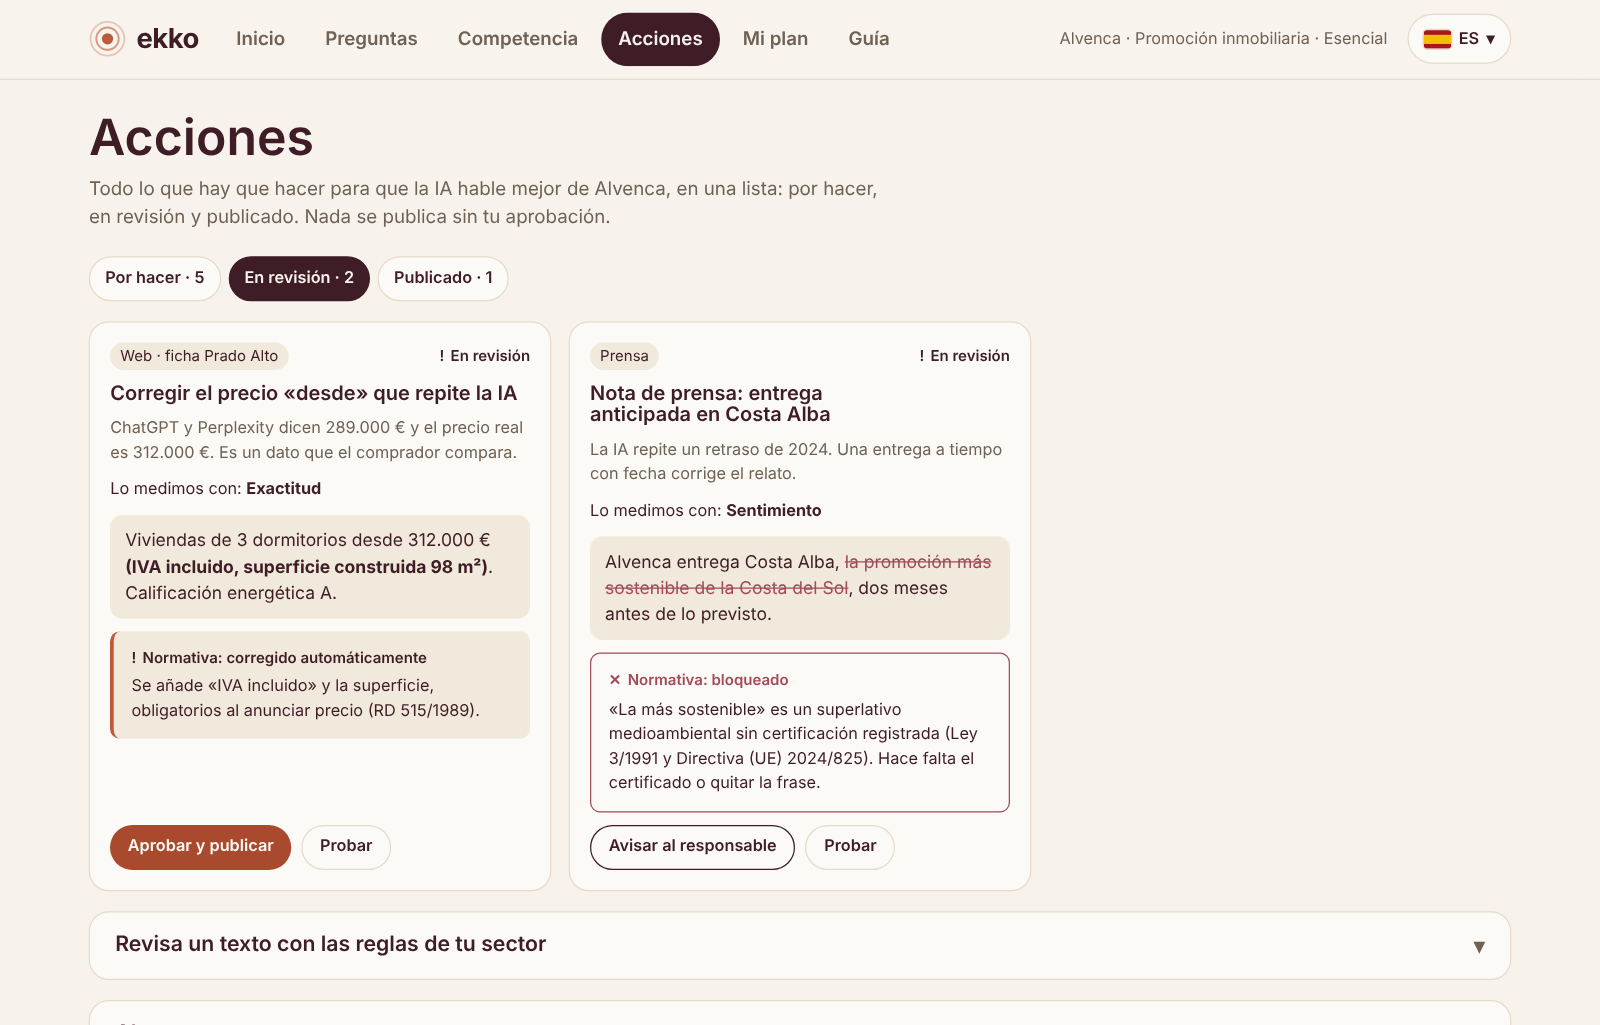 ekko
Inicio
Preguntas
Competencia
Acciones
Mi plan
Guía
Alvenca · Promoción inmobiliaria · Esencial
ES ▼
Acciones
Todo lo que hay que hacer para que la IA hable mejor de Alvenca, en una lista: por hacer,
en revisión y publicado. Nada se publica sin tu aprobación.
Por hacer · 5
En revisión · 2
Publicado · 1
Web · ficha Prado Alto
! En revisión
Corregir el precio «desde» que repite la IA
ChatGPT y Perplexity dicen 289.000 € y el precio real
es 312.000 €. Es un dato que el comprador compara.
Lo medimos con: Exactitud
Viviendas de 3 dormitorios desde 312.000 €
(IVA incluido, superficie construida 98 m²).
Calificación energética A.
! Normativa: corregido automáticamente
Se añade «IVA incluido» y la superficie,
obligatorios al anunciar precio (RD 515/1989).
Aprobar y publicar
Probar
Prensa
! En revisión
Nota de prensa: entrega
anticipada en Costa Alba
La IA repite un retraso de 2024. Una entrega a tiempo
con fecha corrige el relato.
Lo medimos con: Sentimiento
Alvenca entrega Costa Alba, la promoción más
sostenible de la Costa del Sol, dos meses
antes de lo previsto.
✕ Normativa: bloqueado
«La más sostenible» es un superlativo
medioambiental sin certificación registrada (Ley
3/1991 y Directiva (UE) 2024/825). Hace falta el
certificado o quitar la frase.
Avisar al responsable
Probar
Revisa un texto con las reglas de tu sector
▼